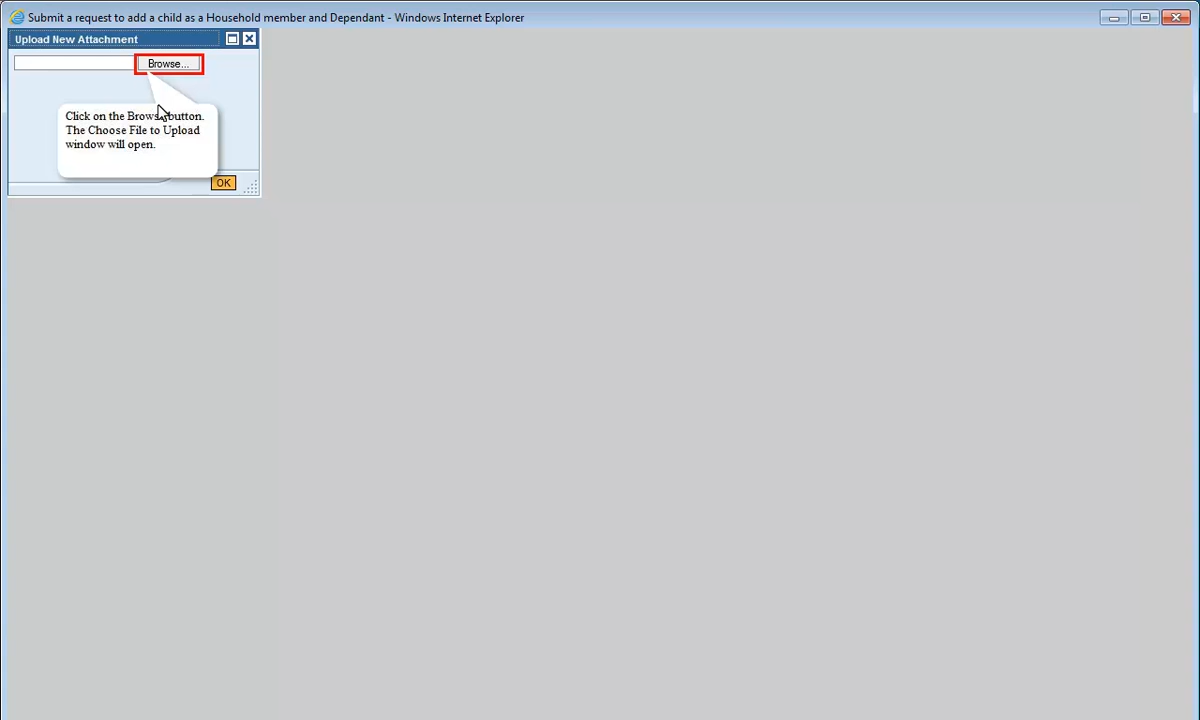 Submit a request to add a child as a Household member and Dependant - Windows Internet Explorer
Upload New Attachment
Browse...
Click on the Browse button.
The Choose File to Upload
window will open.
OK